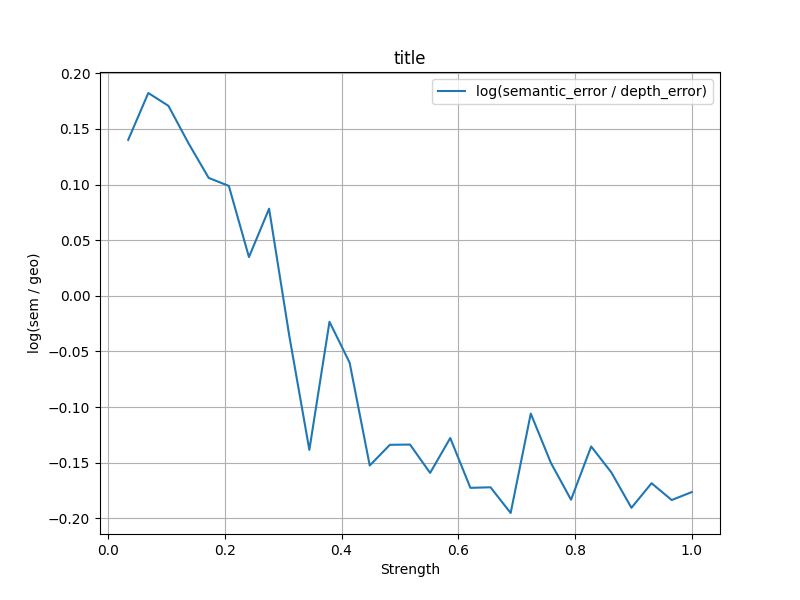 title
log(semantic_error / depth_error)
0.20
0.15
0.10
0.05
0.00
−0.05
−0.10
−0.15
−0.20
log(sem / geo)
0.0 0.2 0.4 0.6 0.8 1.0
Strength